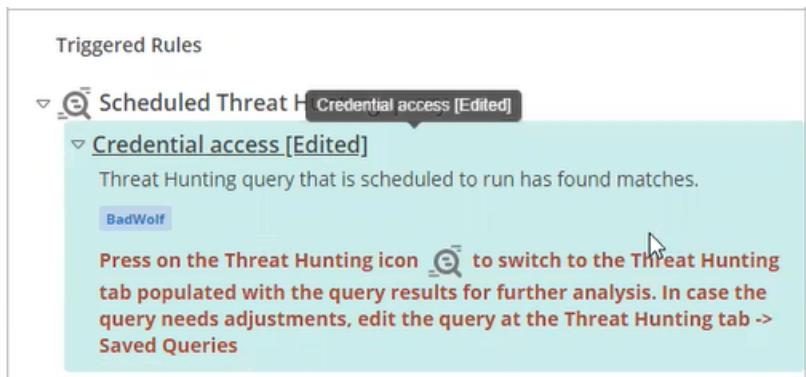 Triggered Rules
Scheduled Threat H
Credential access [Edited]
Credential access [Edited]
Threat Hunting query that is scheduled to run has found matches.
BadWolf
Press on the Threat Hunting icon to switch to the Threat Hunting
tab populated with the query results for further analysis. In case the
query needs adjustments, edit the query at the Threat Hunting tab ->
Saved Queries